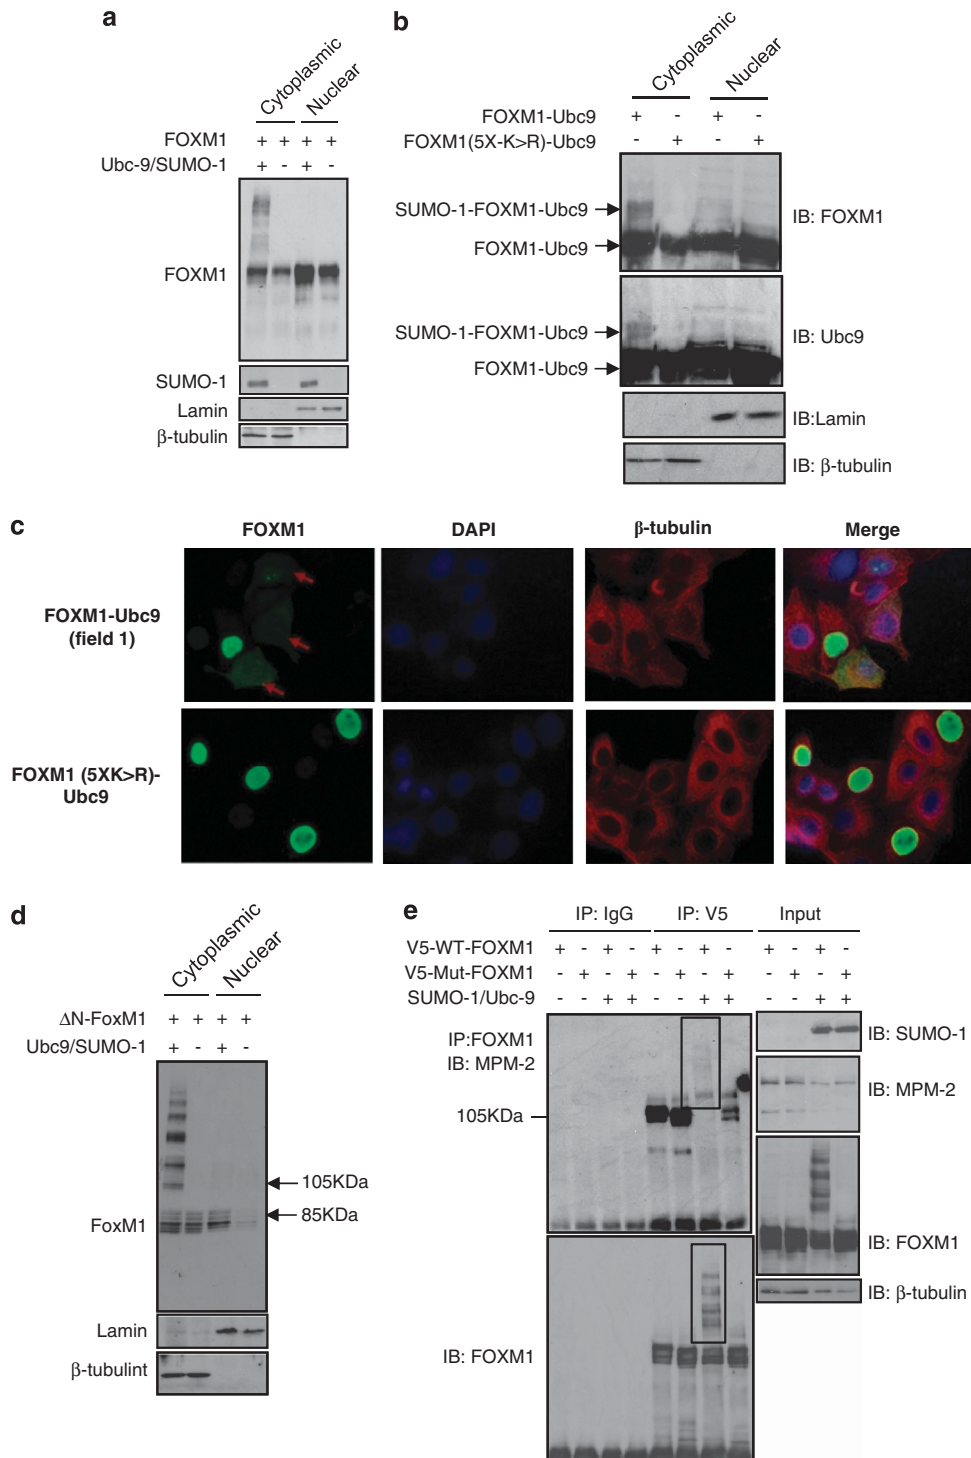 a
Cytoplasmic
Nuclear
FOXM1 + + + +
Ubc-9/SUMO-1 + - + -
FOXM1
SUMO-1
Lamin
β-tubulin
b
Cytoplasmic
Nuclear
FOXM1-Ubc9 + - + -
FOXM1(5X-K>R)-Ubc9 - + - +
SUMO-1-FOXM1-Ubc9
FOXM1-Ubc9
IB: FOXM1
SUMO-1-FOXM1-Ubc9
FOXM1-Ubc9
IB: Ubc9
IB:Lamin
IB: β-tubulin
c
FOXM1 DAPI β-tubulin Merge
FOXM1-Ubc9
(field 1)
FOXM1 (5XK>R)-
Ubc9
d
Cytoplasmic
Nuclear
ΔN-FoxM1 + + + +
Ubc9/SUMO-1 + - + -
105KDa
85KDa
FoxM1
Lamin
β-tubulint
e
IP: IgG IP: V5 Input
V5-WT-FOXM1 + - + - + - + - + - + -
V5-Mut-FOXM1 - + - + - + - + - + - +
SUMO-1/Ubc-9 - - + + - - + + - - + +
IP:FOXM1
IB: MPM-2
105KDa
IB: FOXM1
IB: SUMO-1
IB: MPM-2
IB: FOXM1
IB: β-tubulin